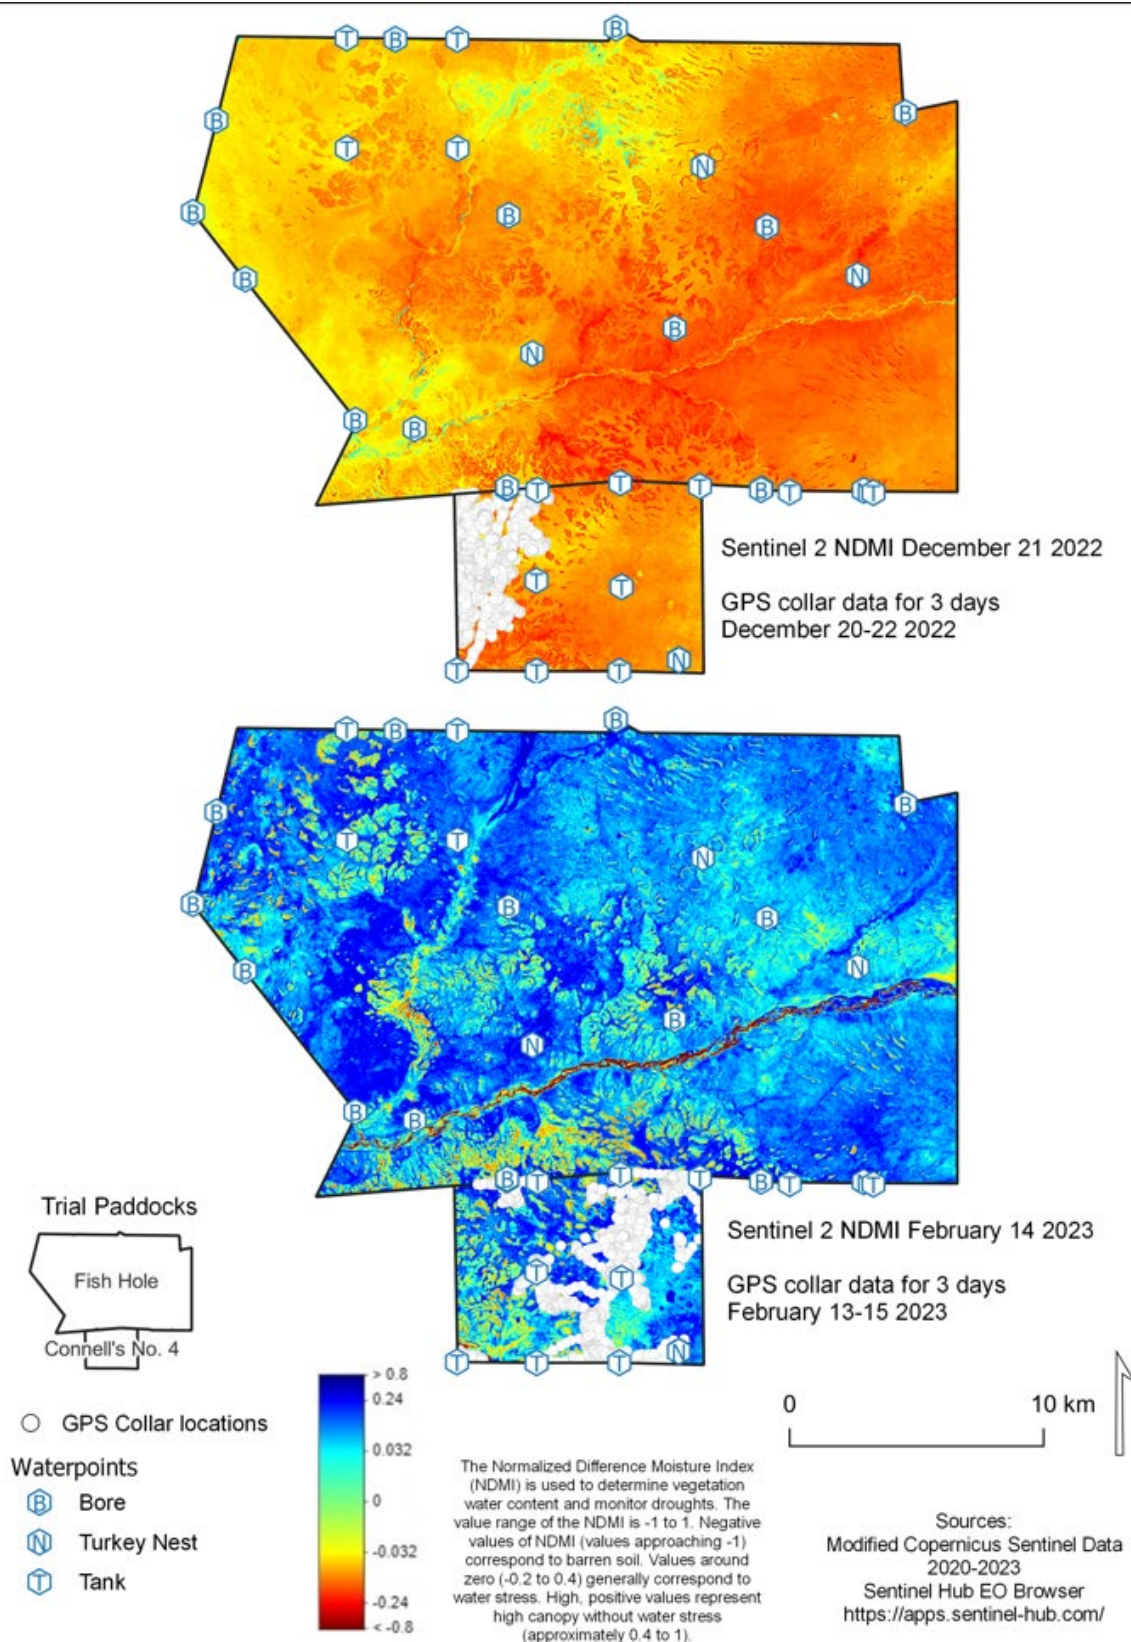 T
B
T
B
B
B
T
T
N
B
B
B
B
N
B
N
B
B
B
T
T
T
B
T
N
T
T
T
T
T
T
N
Sentinel 2 NDMI December 21 2022
GPS collar data for 3 days
December 20-22 2022
T
B
T
B
B
B
T
T
N
B
B
B
B
N
B
N
B
B
B
T
T
T
B
T
T
T
T
T
T
T
N
Sentinel 2 NDMI February 14 2023
GPS collar data for 3 days
February 13-15 2023
Trial Paddocks
Fish Hole
Connell's No. 4
GPS Collar locations
Waterpoints
B Bore
N Turkey Nest
T Tank
> 0.8
0.24
0.032
0
-0.032
-0.24
< -0.8
The Normalized Difference Moisture Index
(NDMI) is used to determine vegetation
water content and monitor droughts. The
value range of the NDMI is -1 to 1. Negative
values of NDMI (values approaching -1)
correspond to barren soil. Values around
zero (-0.2 to 0.4) generally correspond to
water stress. High, positive values represent
high canopy without water stress
(approximately 0.4 to 1).
0 10 km
Sources:
Modified Copernicus Sentinel Data
2020-2023
Sentinel Hub EO Browser
https://apps.sentinel-hub.com/